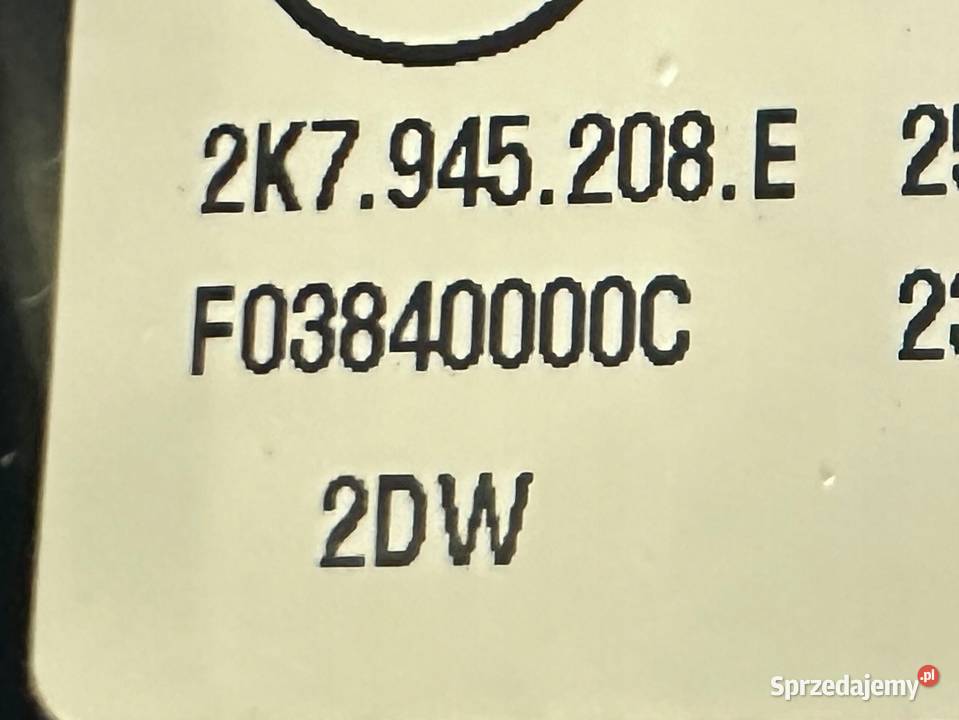 2K7.945.208.E
F03840000C
2DW
Sprzedajemy.pl